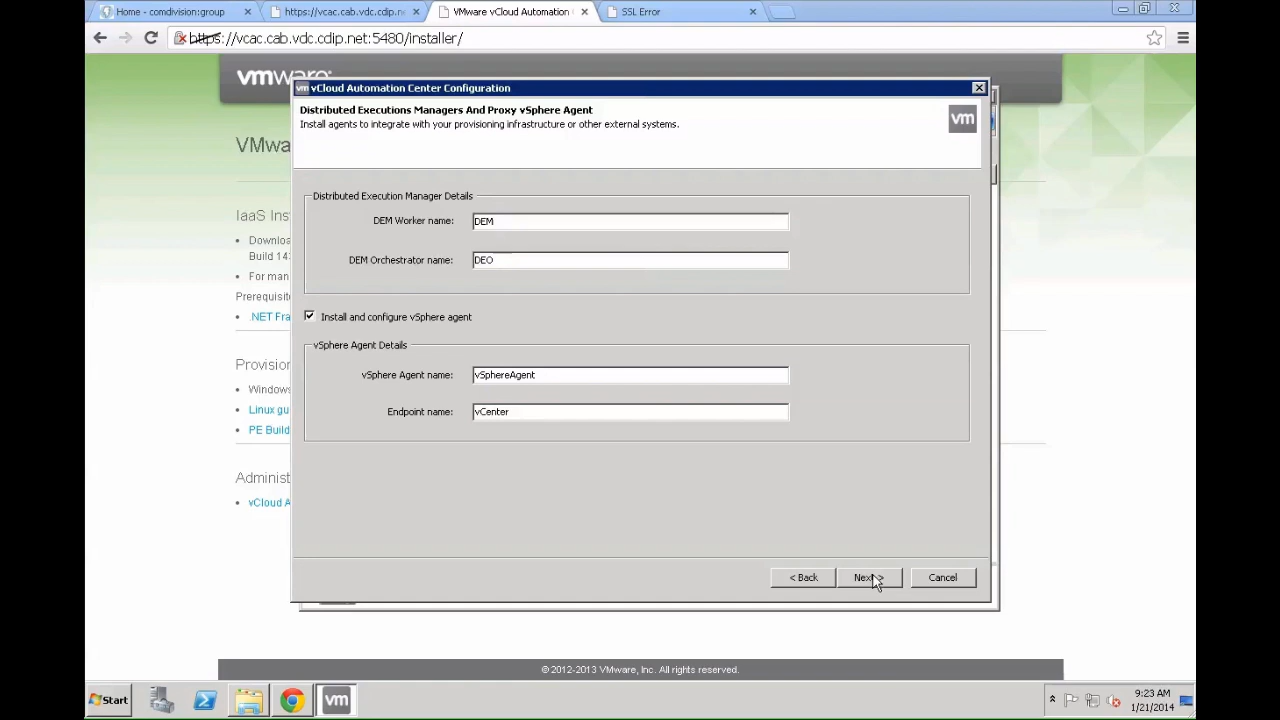 Home - comdivision:group
https://vcac.cab.vdc.cdip.net:
VMware vCloud Automation
SSL Error
https://vcac.cab.vdc.cdip.net:5480/installer/
vmware
vCloud Automation Center Configuration
Distributed Executions Managers And Proxy vSphere Agent
Install agents to integrate with your provisioning infrastructure or other external systems.
vm
VMwa
IaaS Ins
Downloa
Build 14
For man
Prerequisite
.NET Fra
Provision
Windows
Linux gu
PE Build
Administ
vCloud A
Distributed Execution Manager Details
DEM Worker name: DEM
DEM Orchestrator name: DEO
Install and configure vSphere agent
vSphere Agent Details
vSphere Agent name: vSphereAgent
Endpoint name: vCenter
< Back
Next >
Cancel
© 2012-2013 VMware, Inc. All rights reserved.
Start
vm
9:23 AM
1/21/2014